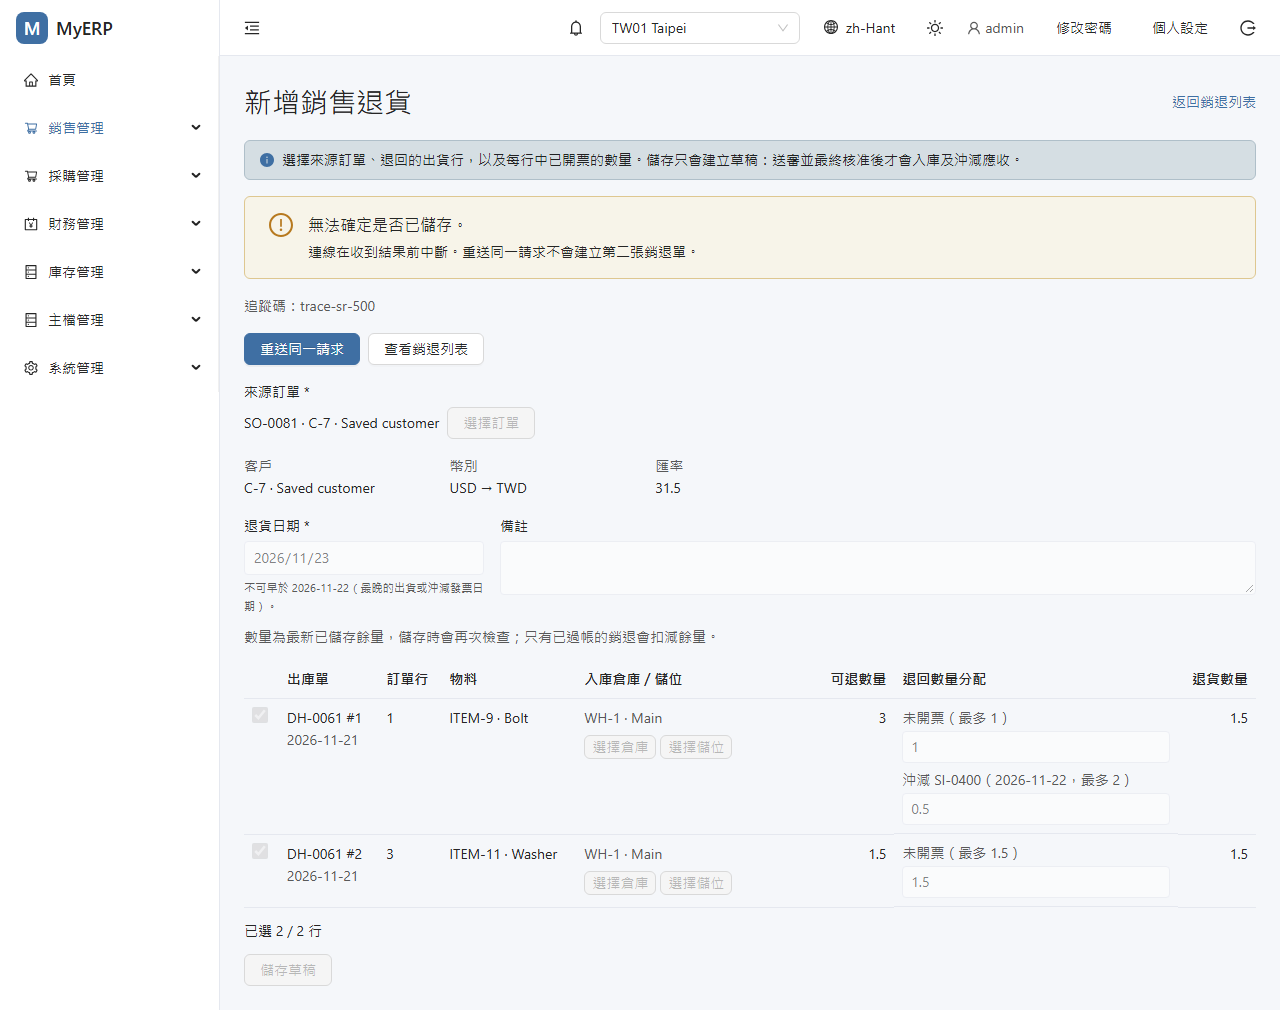 M MyERP
TW01 Taipei
zh-Hant
admin
修改密碼
個人設定
首頁
銷售管理
採購管理
財務管理
庫存管理
主檔管理
系統管理
新增銷售退貨
返回銷退列表
選擇來源訂單、退回的出貨行，以及每行中已開票的數量。儲存只會建立草稿：送審並最終核准後才會入庫及沖減應收。
無法確定是否已儲存。
連線在收到結果前中斷。重送同一請求不會建立第二張銷退單。
追蹤碼：trace-sr-500
重送同一請求
查看銷退列表
來源訂單 *
SO-0081 · C-7 · Saved customer
選擇訂單
客戶 幣別 匯率
C-7 · Saved customer USD → TWD 31.5
退貨日期 * 備註
2026/11/23
不可早於 2026-11-22（最晚的出貨或沖減發票日
期）。
數量為最新已儲存餘量，儲存時會再次檢查；只有已過帳的銷退會扣減餘量。
出庫單 訂單行 物料 入庫倉庫 / 儲位 可退數量 退回數量分配 退貨數量
DH-0061 #1 1 ITEM-9 · Bolt WH-1 · Main 3 未開票（最多 1） 1.5
2026-11-21 選擇倉庫 選擇儲位 1
沖減 SI-0400（2026-11-22，最多 2）
0.5
DH-0061 #2 3 ITEM-11 · Washer WH-1 · Main 1.5 未開票（最多 1.5） 1.5
2026-11-21 選擇倉庫 選擇儲位 1.5
已選 2 / 2 行
儲存草稿